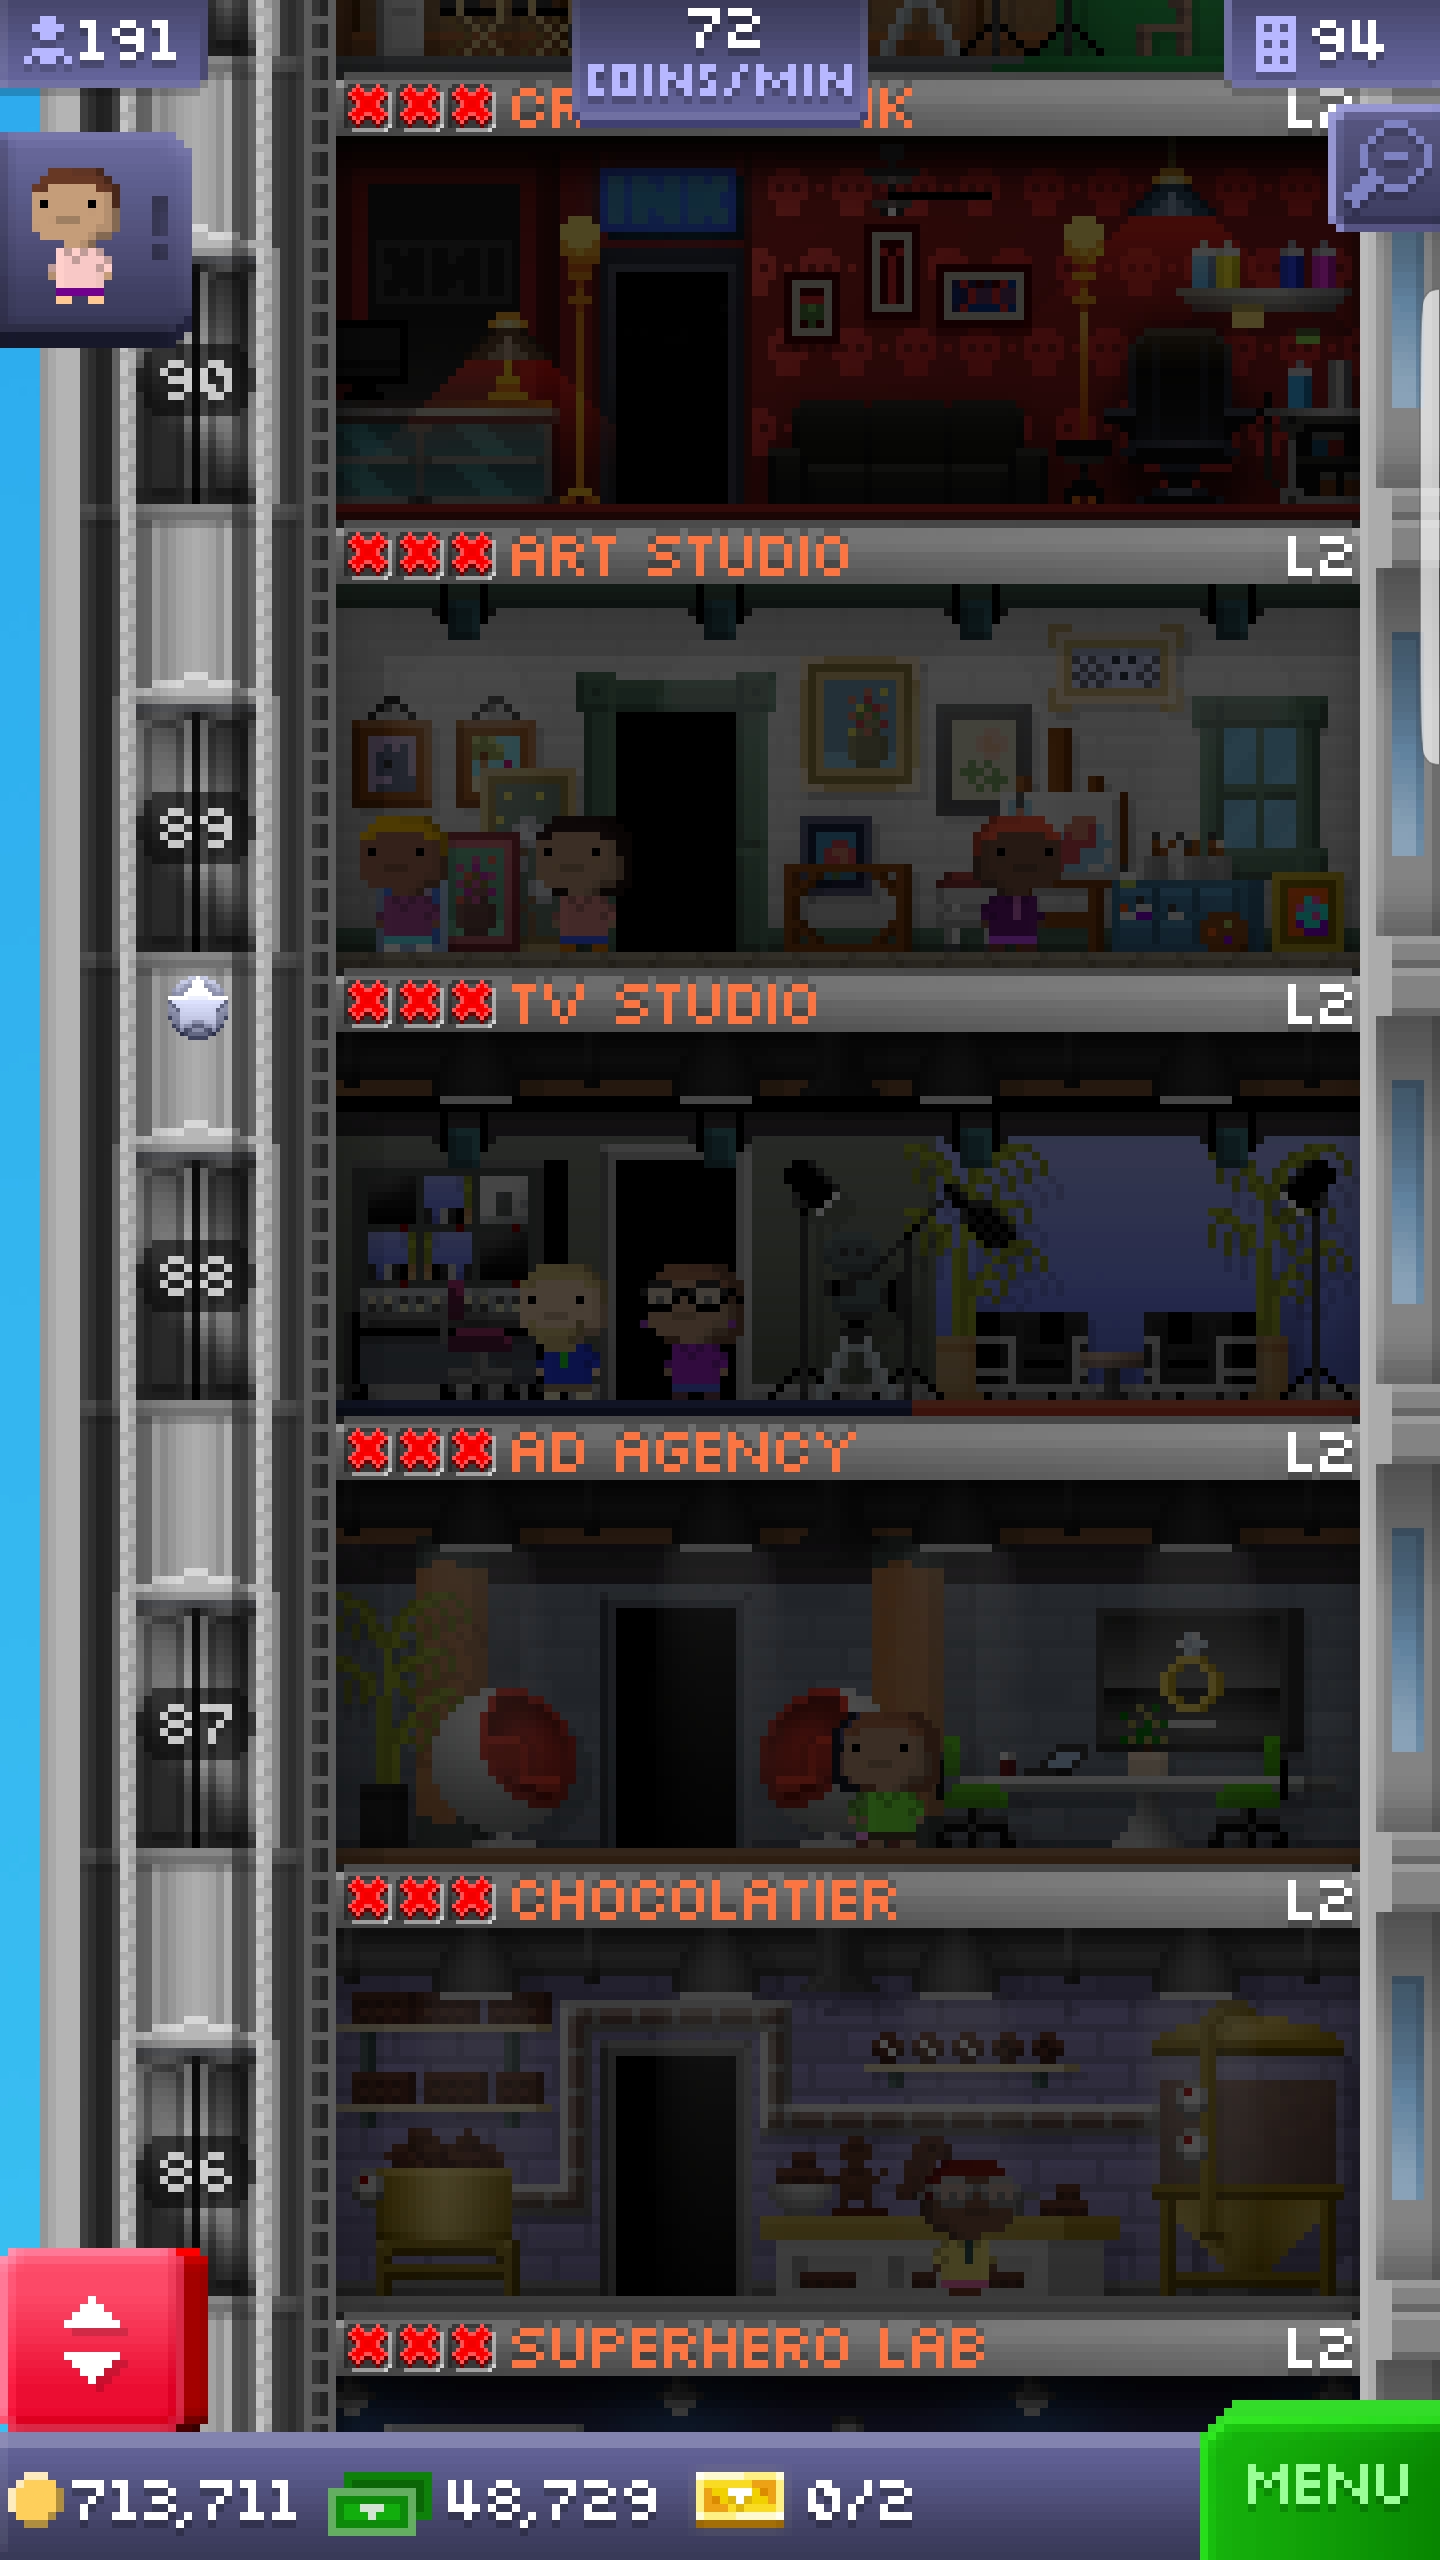 191
72
COINS/MIN
94
CR
NK
L2
INK
90
ART STUDIO
L2
89
TV STUDIO
L2
88
AD AGENCY
L2
87
CHOCOLATIER
L2
86
SUPERHERO LAB
L2
713,711
48,729
0/2
MENU